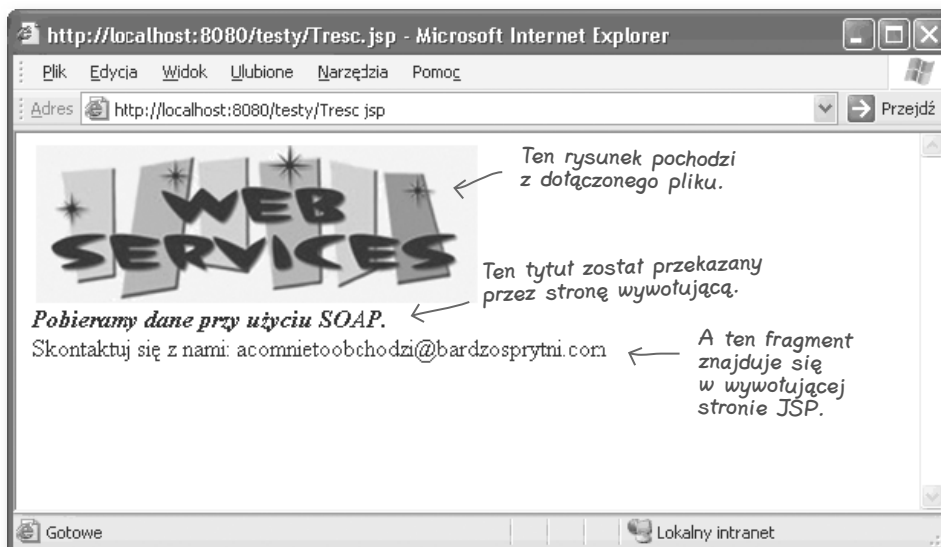 http://localhost:8080/testy/Tresc.jsp - Microsoft Internet Explorer
Plik Edycja Widok Ulubione Narzędzia Pomoc
Adres http://localhost:8080/testy/Tresc jsp Przejdź
WEB
SERVICES
Ten rysunek pochodzi
z dołączonego pliku.
Ten tytuł został przekazany
przez stronę wywołującą.
Pobieramy dane przy użyciu SOAP.
Skontaktuj się z nami: acomnietoobchodzi@bardzosprytni.com
A ten fragment
znajduje się
w wywołującej
stronie JSP.
Gotowe Lokalny intranet